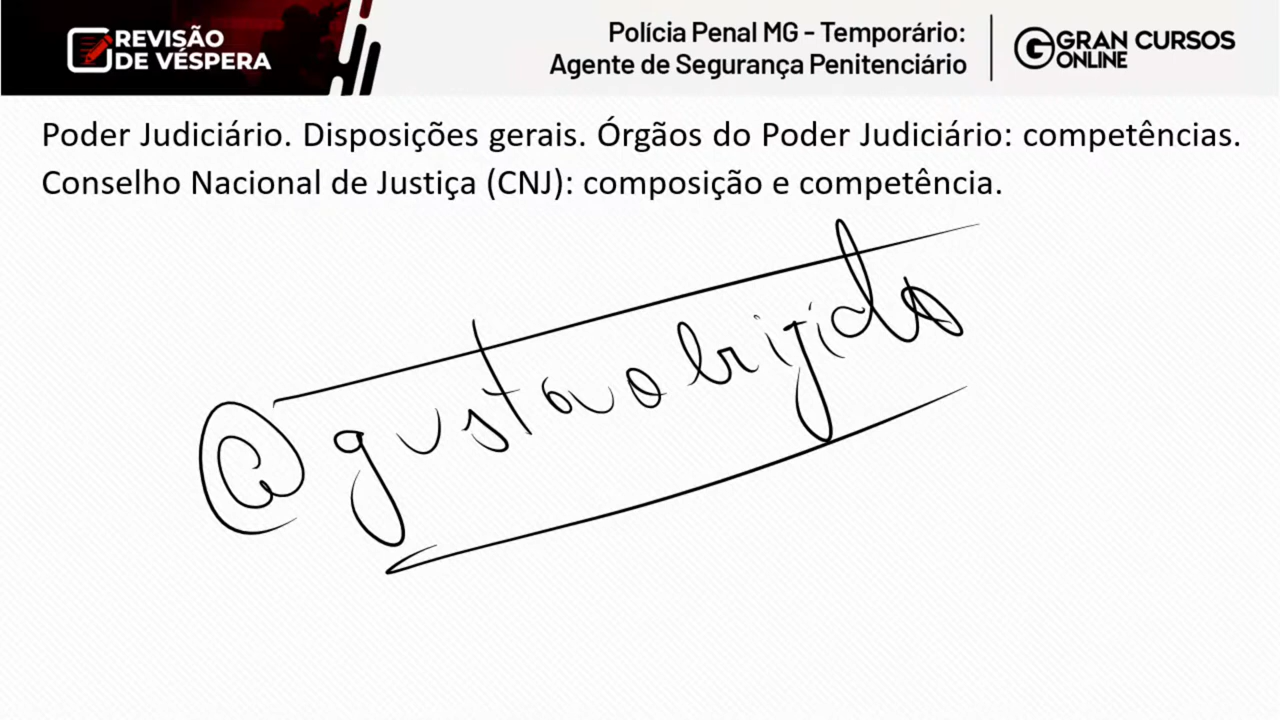 REVISÃO
DE VÉSPERA
Polícia Penal MG - Temporário:
Agente de Segurança Penitenciário
GRAN CURSOS
ONLINE
Poder Judiciário. Disposições gerais. Órgãos do Poder Judiciário: competências.
Conselho Nacional de Justiça (CNJ): composição e competência.
@gustavobrigido